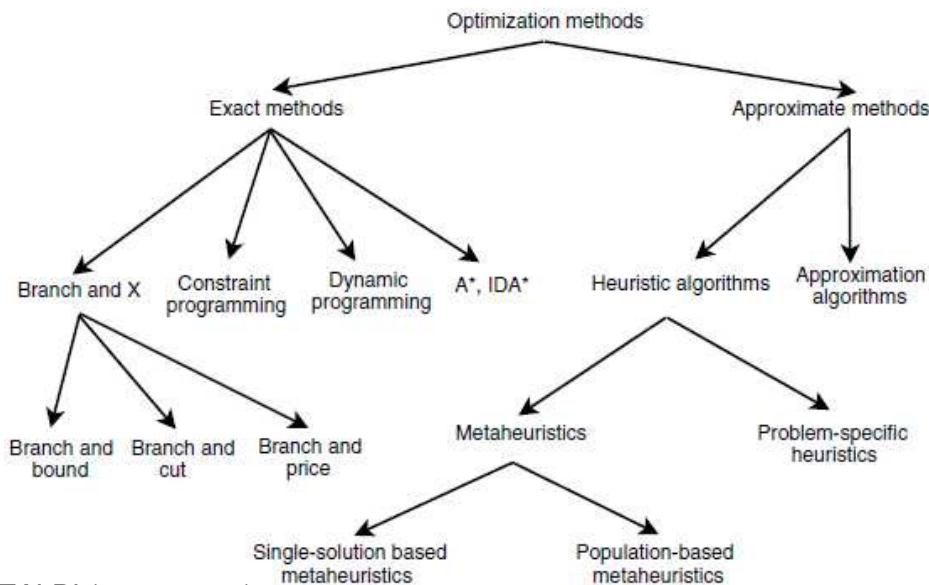 Optimization methods
Exact methods
Approximate methods
Branch and X
Constraint
programming
Dynamic
programming
A*, IDA*
Heuristic algorithms
Approximation
algorithms
Branch and
bound
Branch and
cut
Branch and
price
Metaheuristics
Problem-specific
heuristics
Single-solution based
metaheuristics
Population-based
metaheuristics